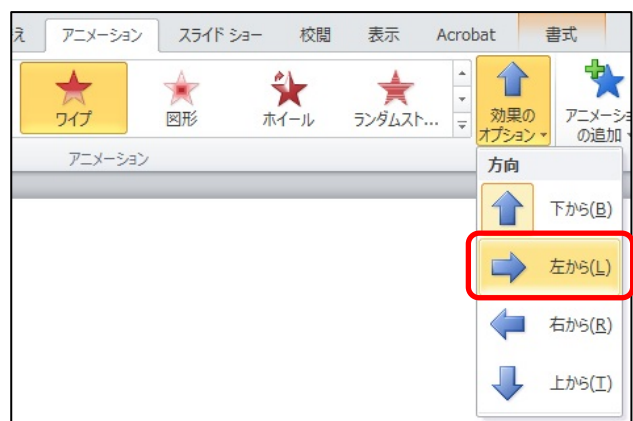 え アニメーション スライド ショー 校閲 表示 Acrobat 書式
ワイプ 図形 ホイール ランダムスト... 効果の アニメーショ
オプション の追加
アニメーション
方向
下から(B)
左から(L)
右から(R)
上から(T)